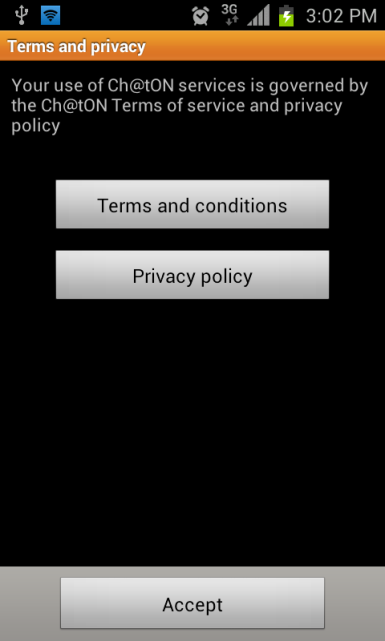 3G 3:02 PM
Terms and privacy
Your use of Ch@tON services is governed by
the Ch@tON Terms of service and privacy
policy
Terms and conditions
Privacy policy
Accept